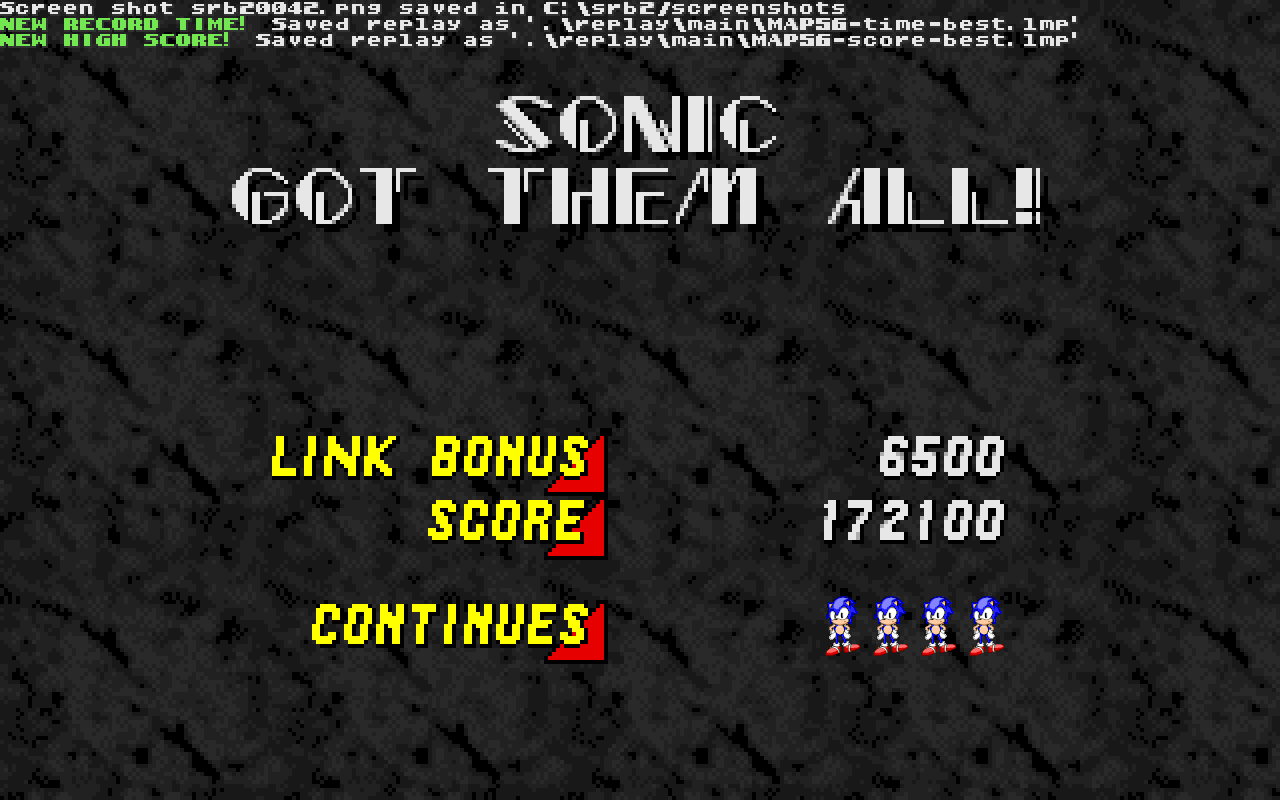 Screen shot srb20042.png saved in C:\srb2/screenshots
NEW RECORD TIME! Saved replay as '.\replay\main\MAP56-time-best.lmp'
NEW HIGH SCORE! Saved replay as '.\replay\main\MAP56-score-best.lmp'
SONIC
GOT THEM ALL!
LINK BONUS 6500
SCORE 172100
CONTINUES